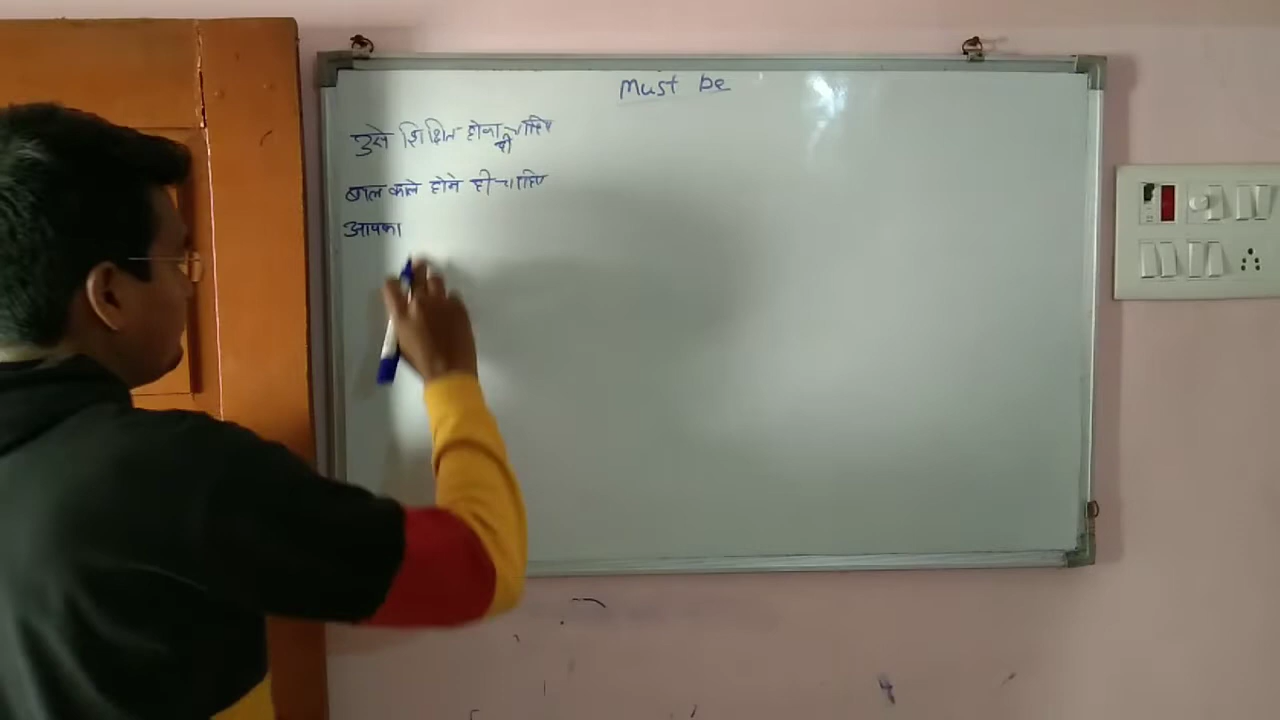 Must be
उसे शिक्षित होना ही चाहिए
बाल काले होने ही चाहिए
आपका